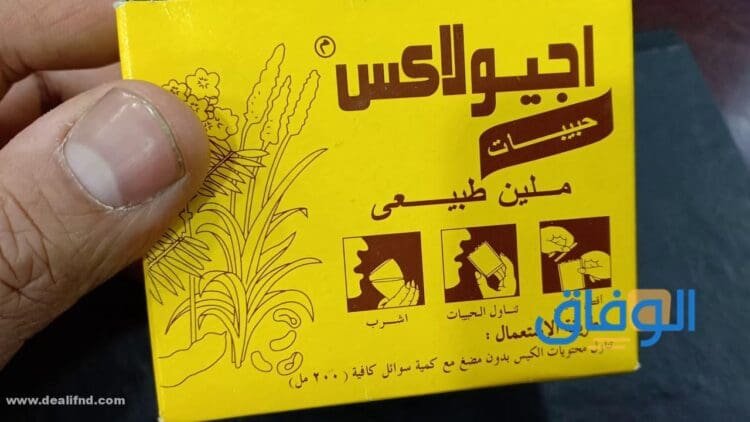 م
اجيولاكس
حبيبات
ملين طبيعى
تناول الحبيبات
اشرب
الوفاق
الاستعمال :
تناول محتويات الكيس بدون مضغ مع كمية سوائل كافية ( ٢٠٠ مل )
www.dealifnd.com